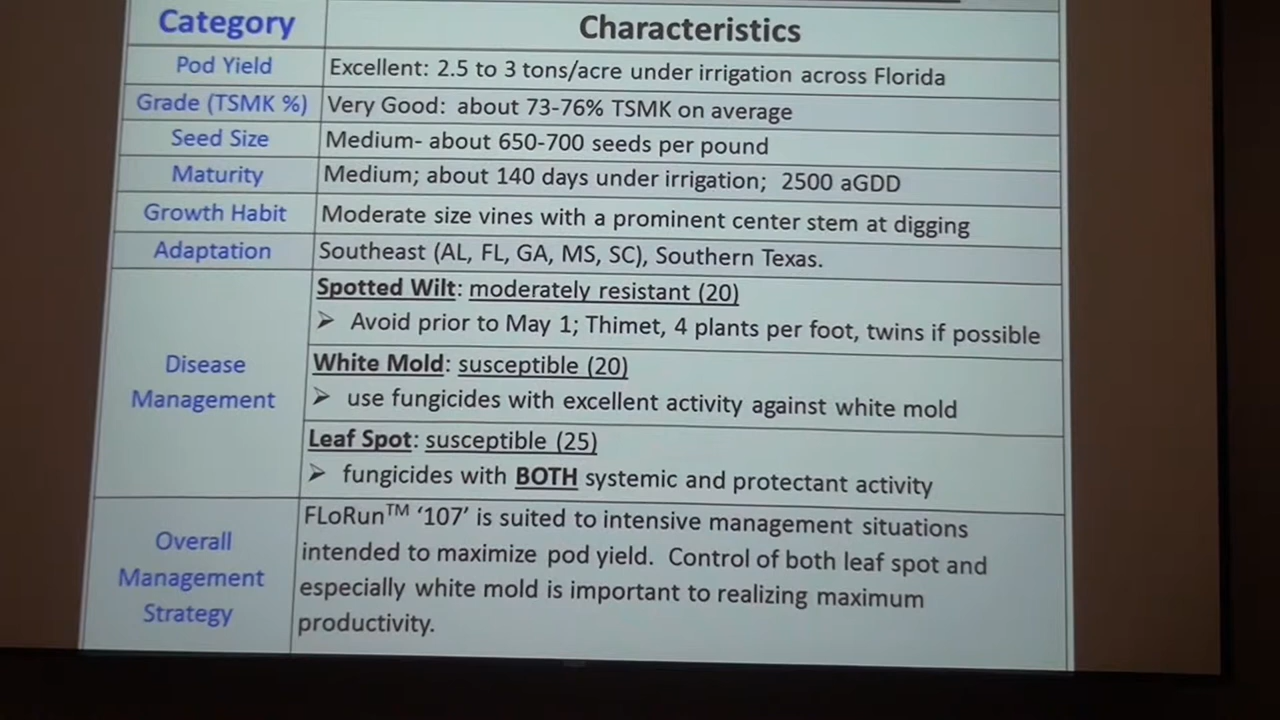 Category Characteristics
Pod Yield Excellent: 2.5 to 3 tons/acre under irrigation across Florida
Grade (TSMK %) Very Good: about 73-76% TSMK on average
Seed Size Medium- about 650-700 seeds per pound
Maturity Medium; about 140 days under irrigation; 2500 aGDD
Growth Habit Moderate size vines with a prominent center stem at digging
Adaptation Southeast (AL, FL, GA, MS, SC), Southern Texas.
Disease
Management
Spotted Wilt: moderately resistant (20)
➢ Avoid prior to May 1; Thimet, 4 plants per foot, twins if possible
White Mold: susceptible (20)
➢ use fungicides with excellent activity against white mold
Leaf Spot: susceptible (25)
➢ fungicides with BOTH systemic and protectant activity
Overall
Management
Strategy
FLoRun™ ‘107’ is suited to intensive management situations
intended to maximize pod yield. Control of both leaf spot and
especially white mold is important to realizing maximum
productivity.